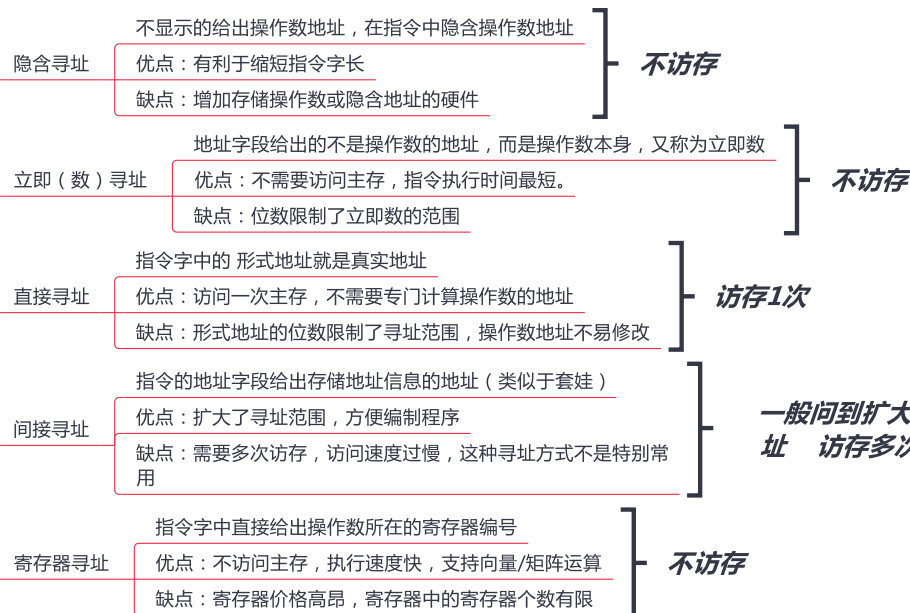 不显示的给出操作数地址，在指令中隐含操作数地址
隐含寻址
优点：有利于缩短指令字长
不访存
缺点：增加存储操作数或隐含地址的硬件
地址字段给出的不是操作数的地址，而是操作数本身，又称为立即数
立即（数）寻址
优点：不需要访问主存，指令执行时间最短。
不访存
缺点：位数限制了立即数的范围
指令字中的 形式地址就是真实地址
直接寻址
优点：访问一次主存，不需要专门计算操作数的地址
访存1次
缺点：形式地址的位数限制了寻址范围，操作数地址不易修改
指令的地址字段给出存储地址信息的地址（类似于套娃）
间接寻址
优点：扩大了寻址范围，方便编制程序
一般问到扩大
缺点：需要多次访存，访问速度过慢，这种寻址方式不是特别常
用
址 访存多次
指令字中直接给出操作数所在的寄存器编号
寄存器寻址
优点：不访问主存，执行速度快，支持向量/矩阵运算
不访存
缺点：寄存器价格高昂，寄存器中的寄存器个数有限